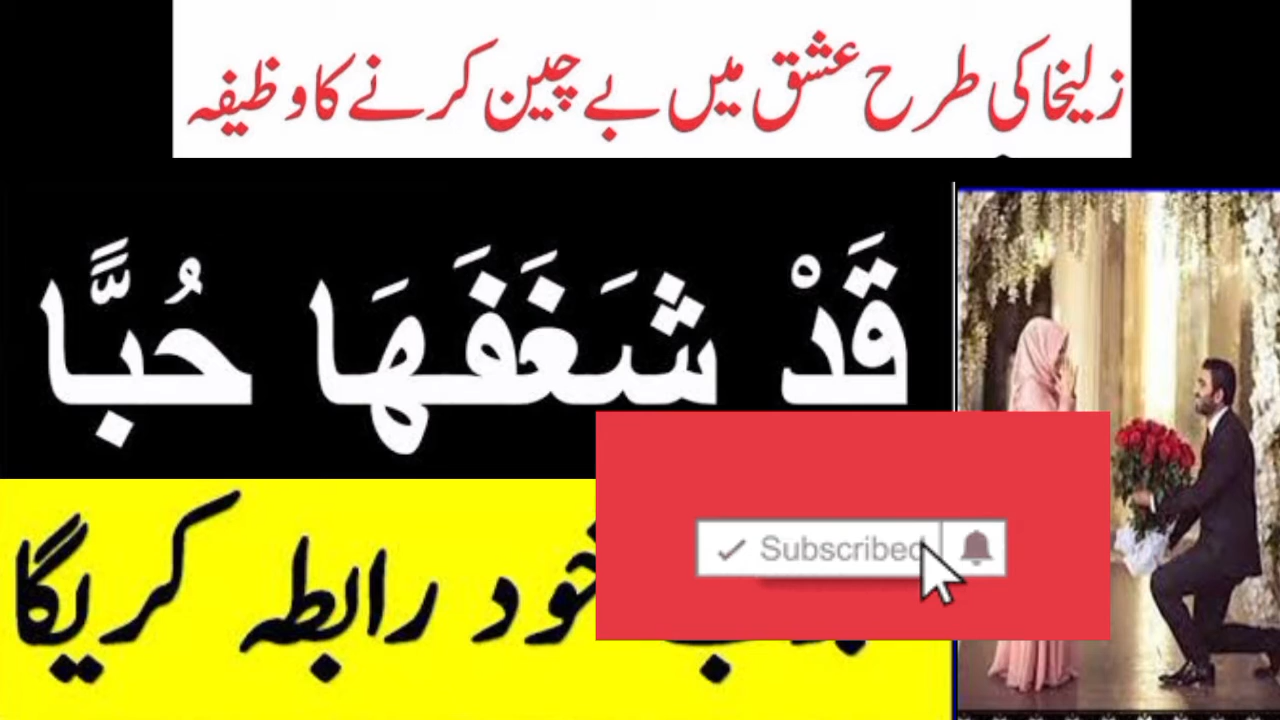 زلیخا کی طرح عشق میں بے چین کرنے کا وظیفہ
قَدْ شَغَفَهَا حُبًّا
خود رابطہ کریگا
Subscribed